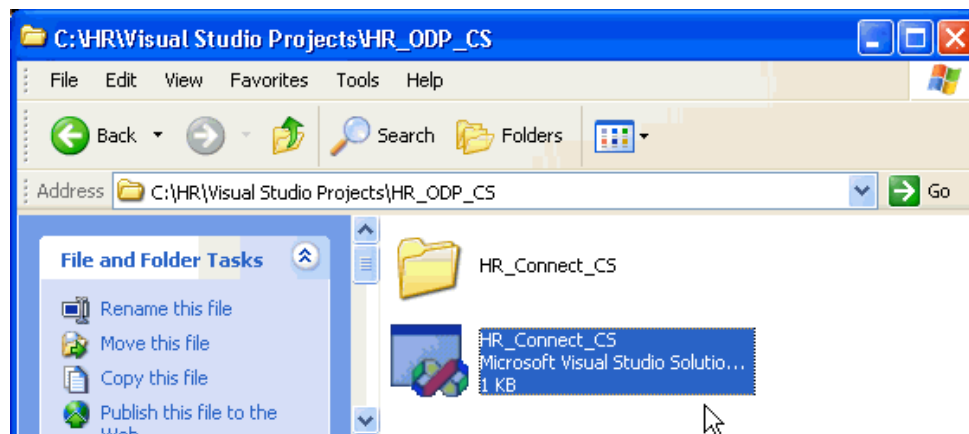 C:\HR\Visual Studio Projects\HR_ODP_CS
File Edit View Favorites Tools Help
Back Search Folders
Address C:\HR\Visual Studio Projects\HR_ODP_CS Go
File and Folder Tasks
Rename this file
Move this file
Copy this file
Publish this file to the
Web
HR_Connect_CS
HR_Connect_CS
Microsoft Visual Studio Solutio...
1 KB